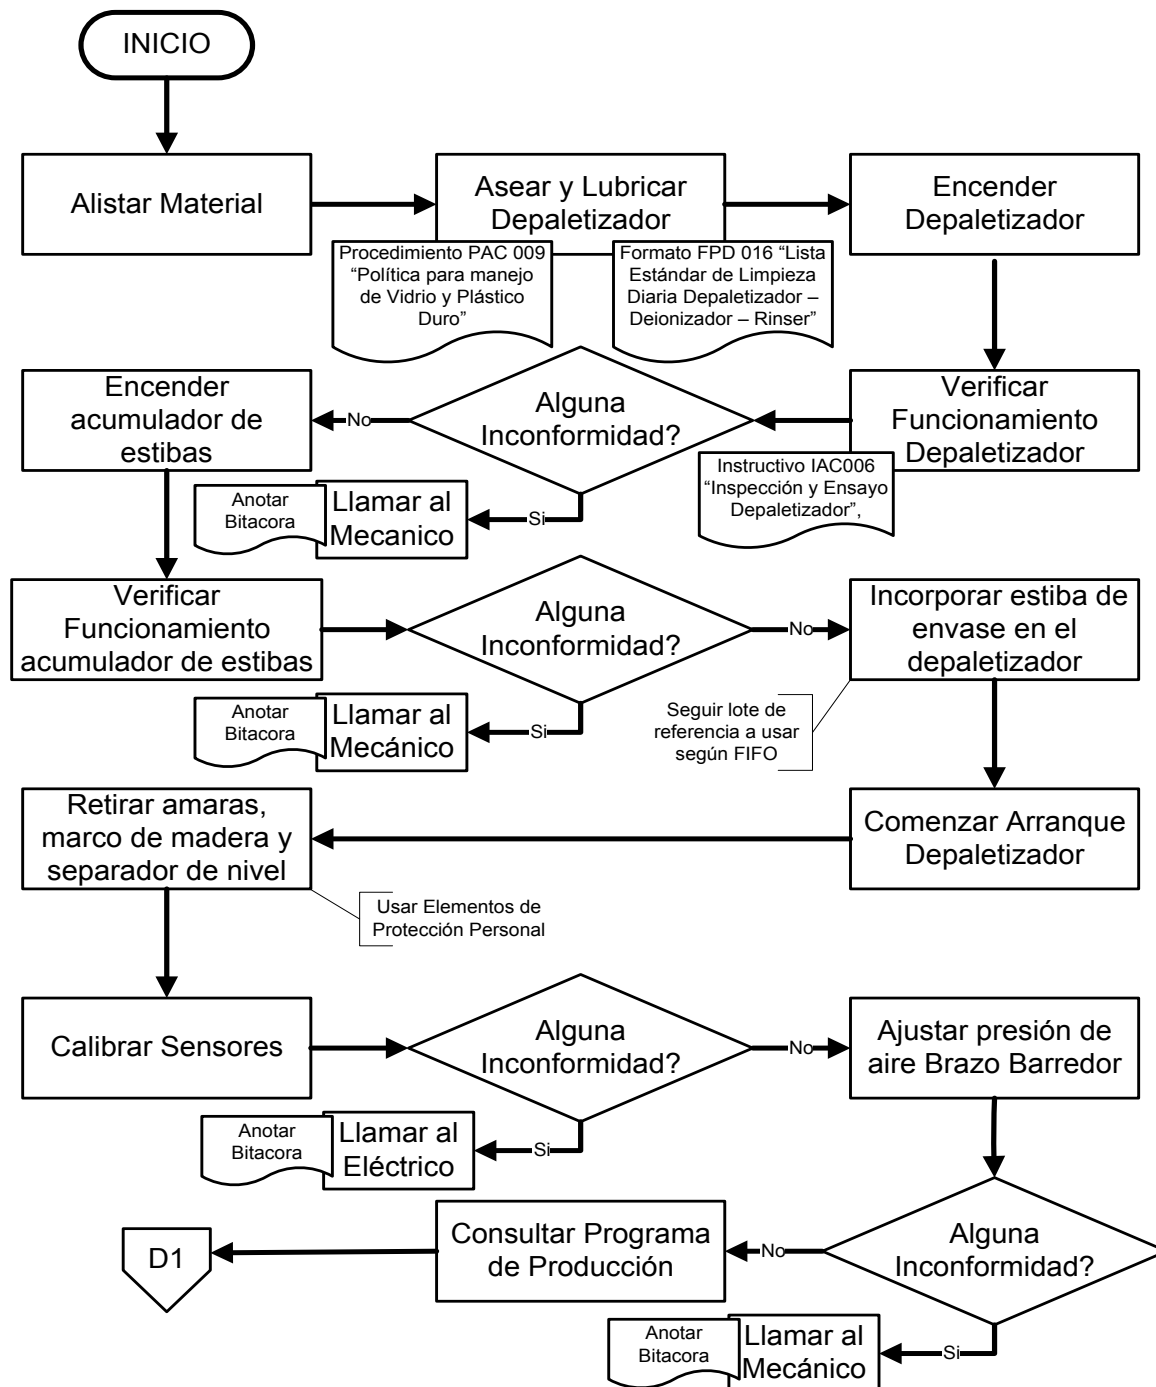 INICIO
Alistar Material
Asear y Lubricar
Depaletizador
Encender
Depaletizador
Procedimiento PAC 009
“Política para manejo
de Vidrio y Plástico
Duro”
Formato FPD 016 “Lista
Estándar de Limpieza
Diaria Depaletizador –
Deionizador – Rinser”
Verificar
Funcionamiento
Depaletizador
Instructivo IAC006
“Inspección y Ensayo
Depaletizador”,
Alguna
Inconformidad?
No
Si
Llamar al
Mecanico
Anotar
Bitacora
Encender
acumulador de
estibas
Verificar
Funcionamiento
acumulador de estibas
Alguna
Inconformidad?
No
Si
Llamar al
Mecánico
Anotar
Bitacora
Incorporar estiba de
envase en el
depaletizador
Seguir lote de
referencia a usar
según FIFO
Comenzar Arranque
Depaletizador
Retirar amaras,
marco de madera y
separador de nivel
Usar Elementos de
Protección Personal
Calibrar Sensores
Alguna
Inconformidad?
No
Si
Llamar al
Eléctrico
Anotar
Bitacora
Ajustar presión de
aire Brazo Barredor
Alguna
Inconformidad?
No
Si
Llamar al
Mecánico
Anotar
Bitacora
Consultar Programa
de Producción
D1